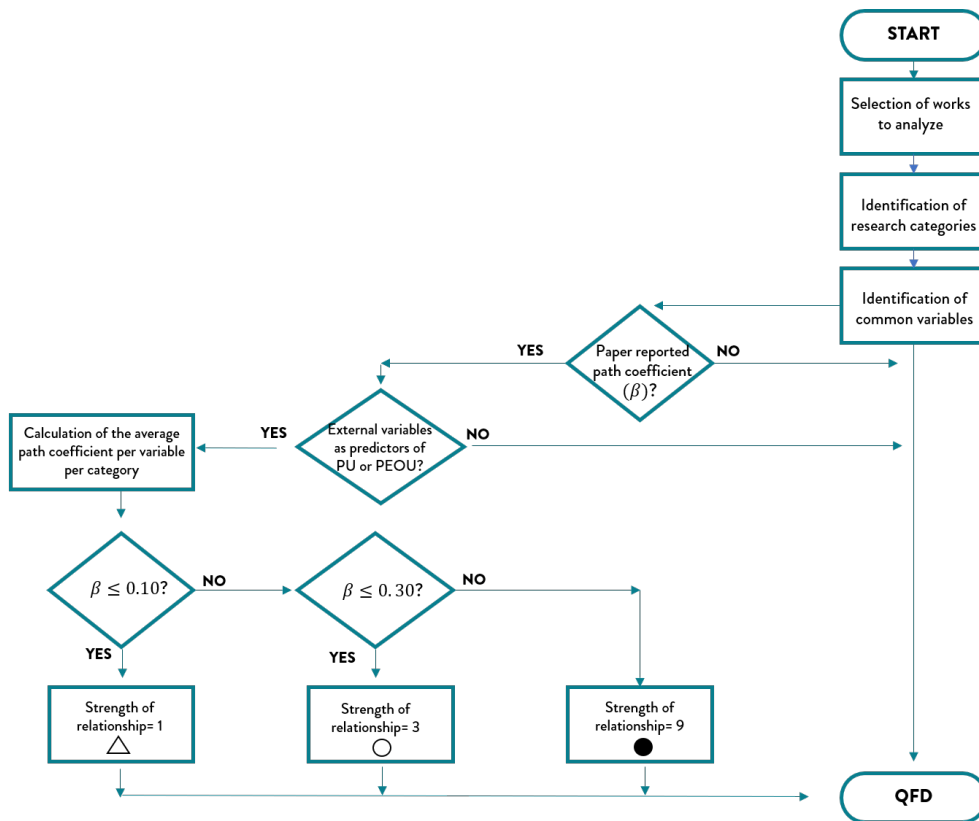 START
Selection of works
to analyze
Identification of
research categories
Identification of
common variables
Paper reported
path coefficient
(β)?
YES
NO
External variables
as predictors of
PU or PEOU?
YES
NO
Calculation of the average
path coefficient per variable
per category
β ≤ 0.10?
NO
YES
β ≤ 0.30?
NO
YES
Strength of
relationship= 1
Strength of
relationship= 3
Strength of
relationship= 9
QFD